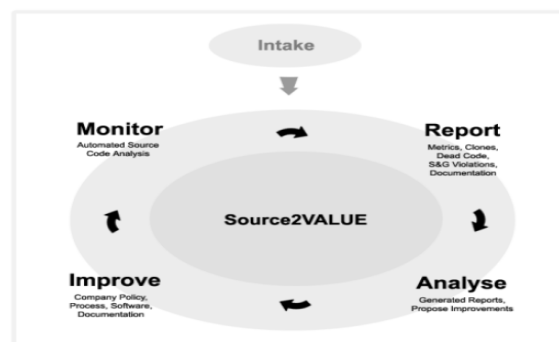 Intake
Monitor
Automated Source
Code Analysis
Report
Metrics, Clones,
Dead Code,
S&G Violations,
Documentation
Source2VALUE
Improve
Company Policy,
Process, Software,
Documentation
Analyse
Generated Reports,
Propose Improvements